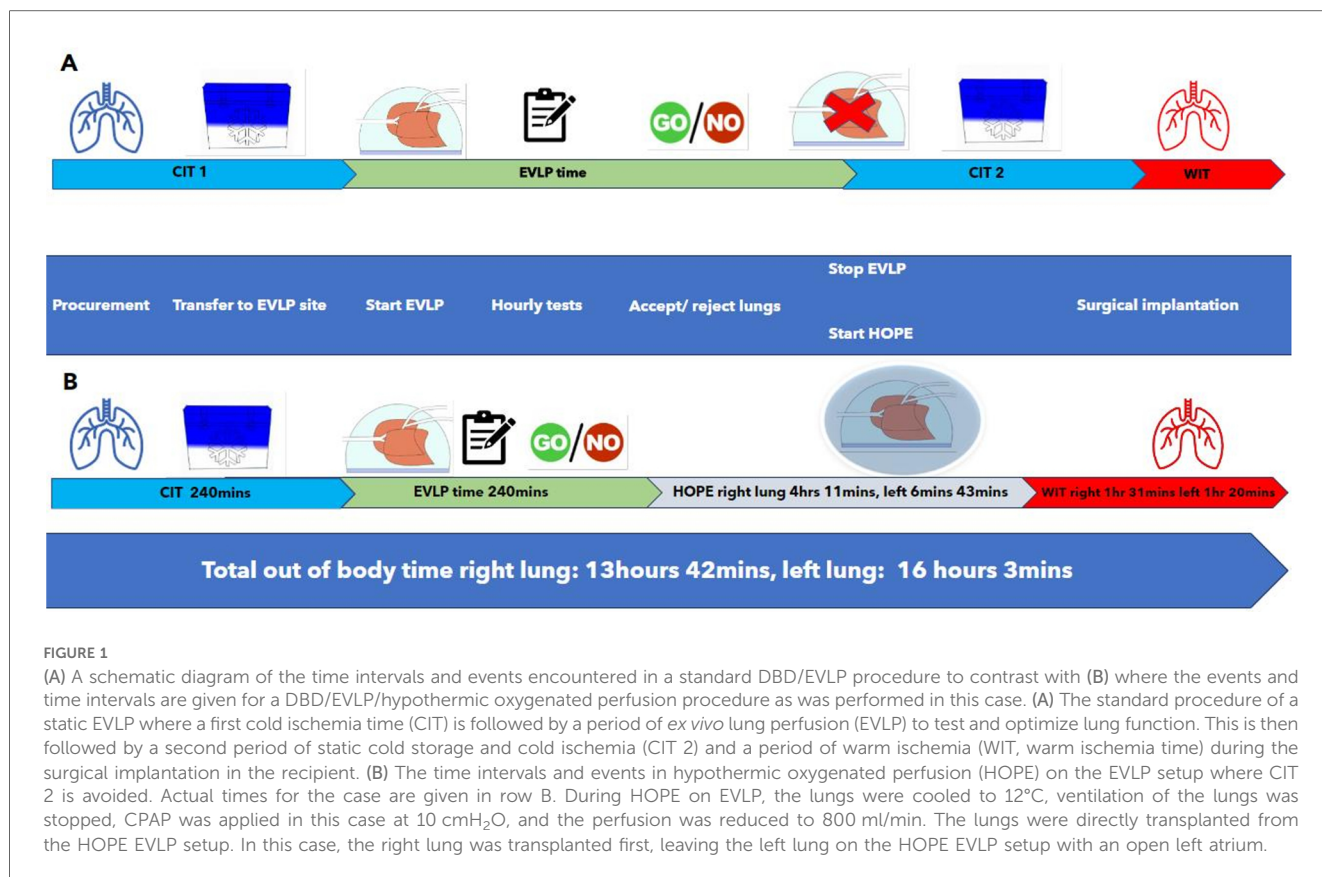 A
GO/NO
CIT 1
EVLP time
CIT 2
WIT
Procurement
Transfer to EVLP site
Start EVLP
Hourly tests
Accept/ reject lungs
Stop EVLP
Start HOPE
Surgical implantation
B
GO/NO
CIT 240mins
EVLP time 240mins
HOPE right lung 4hrs 11mins, left 6mins 43mins
WIT right 1hr 31mins left 1hr 20mins
Total out of body time right lung: 13hours 42mins, left lung: 16 hours 3mins
FIGURE 1
(A) A schematic diagram of the time intervals and events encountered in a standard DBD/EVLP procedure to contrast with (B) where the events and
time intervals are given for a DBD/EVLP/hypothermic oxygenated perfusion procedure as was performed in this case. (A) The standard procedure of a
static EVLP where a first cold ischemia time (CIT) is followed by a period of ex vivo lung perfusion (EVLP) to test and optimize lung function. This is then
followed by a second period of static cold storage and cold ischemia (CIT 2) and a period of warm ischemia (WIT, warm ischemia time) during the
surgical implantation in the recipient. (B) The time intervals and events in hypothermic oxygenated perfusion (HOPE) on the EVLP setup where CIT
2 is avoided. Actual times for the case are given in row B. During HOPE on EVLP, the lungs were cooled to 12°C, ventilation of the lungs was
stopped, CPAP was applied in this case at 10 cmH₂O, and the perfusion was reduced to 800 ml/min. The lungs were directly transplanted from
the HOPE EVLP setup. In this case, the right lung was transplanted first, leaving the left lung on the HOPE EVLP setup with an open left atrium.